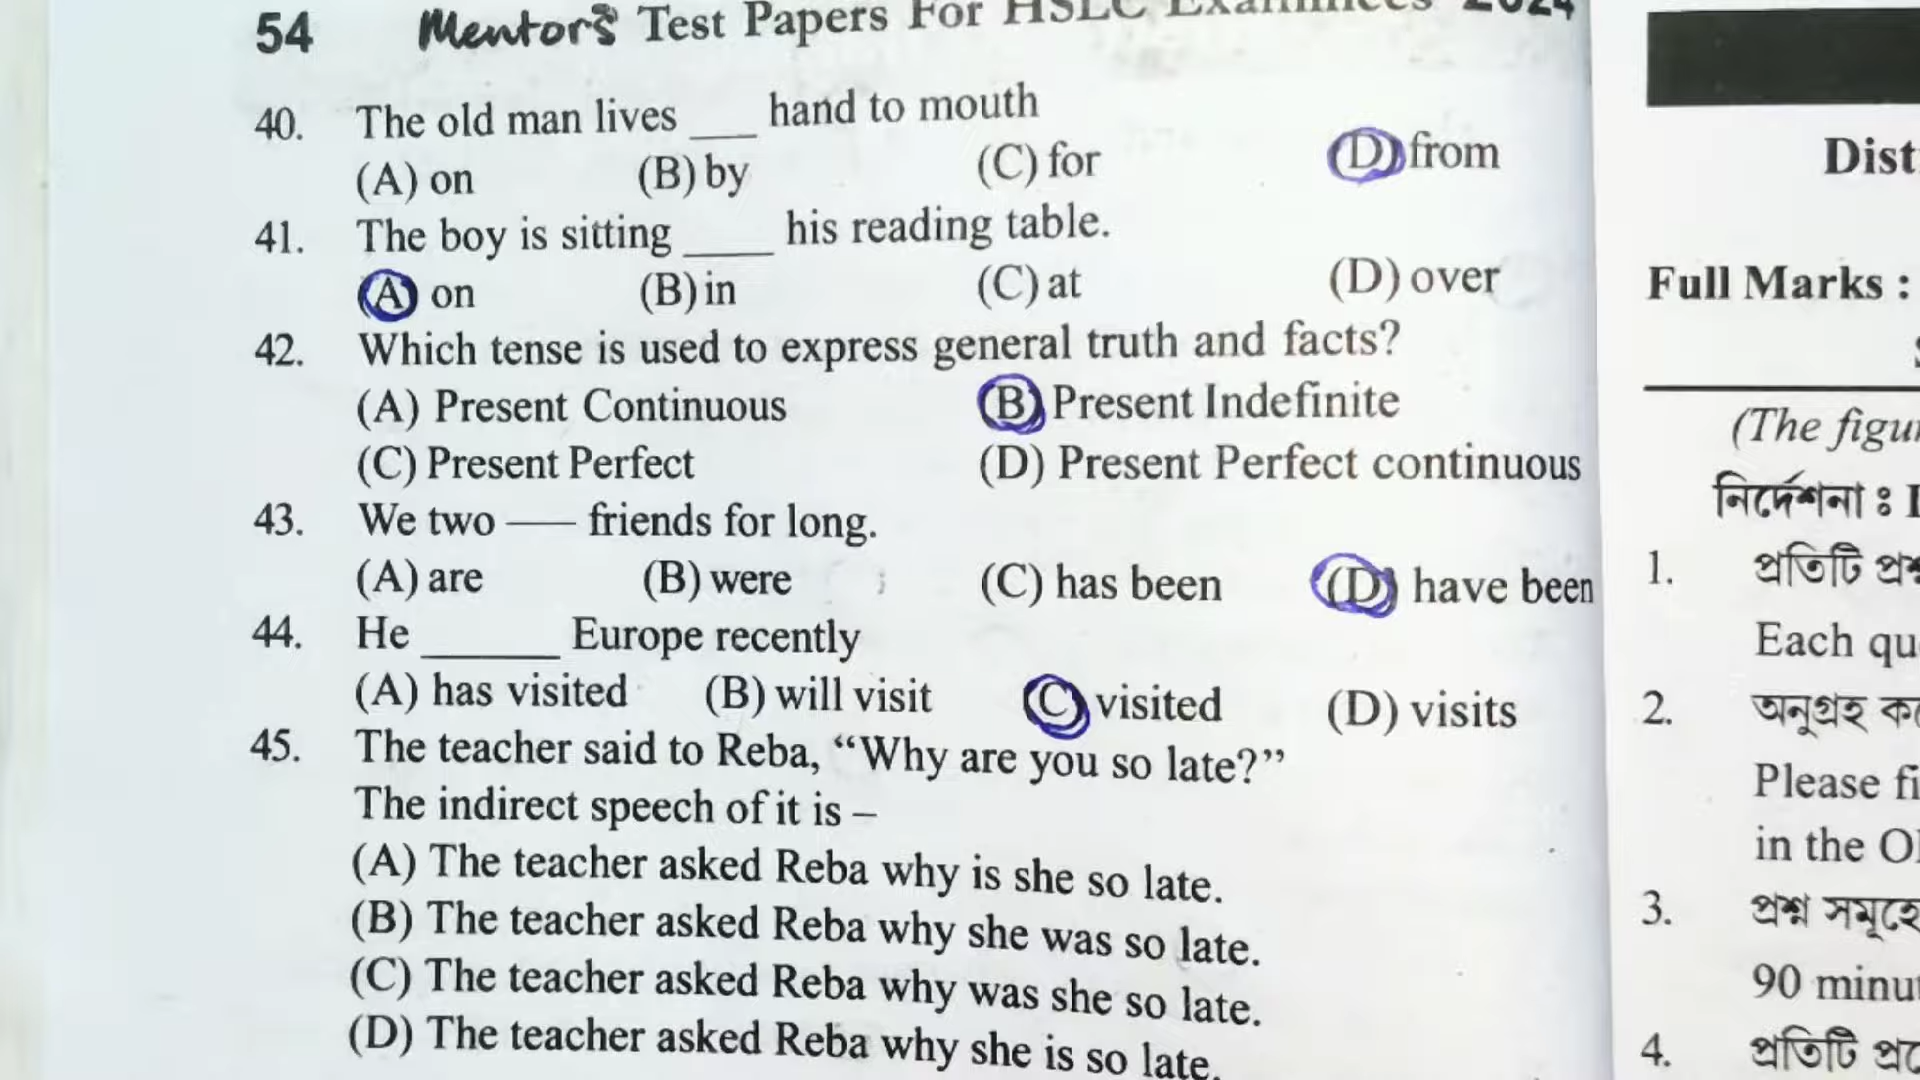 54 Mentor's Test Papers For HSLC Examinees 2024
40. The old man lives ___ hand to mouth
(A) on (B) by (C) for (D) from
41. The boy is sitting ____ his reading table.
(A) on (B) in (C) at (D) over
42. Which tense is used to express general truth and facts?
(A) Present Continuous (B) Present Indefinite
(C) Present Perfect (D) Present Perfect continuous
43. We two — friends for long.
(A) are (B) were (C) has been (D) have been
44. He ______ Europe recently
(A) has visited (B) will visit (C) visited (D) visits
45. The teacher said to Reba, “Why are you so late?”
The indirect speech of it is –
(A) The teacher asked Reba why is she so late.
(B) The teacher asked Reba why she was so late.
(C) The teacher asked Reba why was she so late.
(D) The teacher asked Reba why she is so late.
Full Marks :
(The
নির্দেশনা ঃ
1. প্রতিটি
Each
2. অনুগ্ৰহ
Please
in the
3. প্রশ্ন
90
4. প্রতিটি